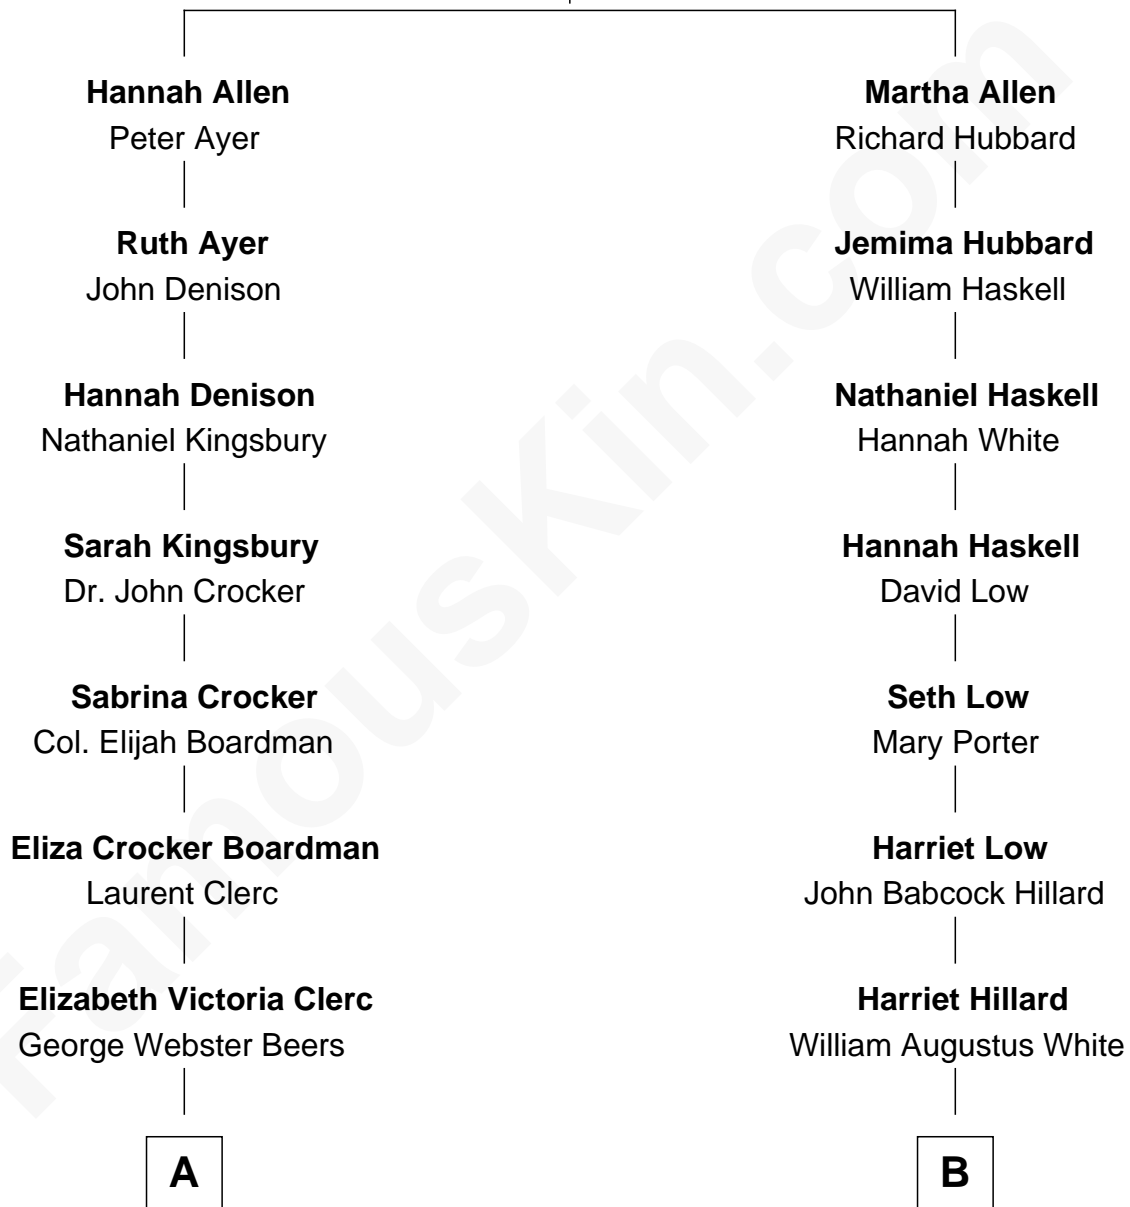 Hannah Allen
Peter Ayer
Ruth Ayer
John Denison
Hannah Denison
Nathaniel Kingsbury
Sarah Kingsbury
Dr. John Crocker
Sabrina Crocker
Col. Elijah Boardman
Eliza Crocker Boardman
Laurent Clerc
Elizabeth Victoria Clerc
George Webster Beers
A
Martha Allen
Richard Hubbard
Jemima Hubbard
William Haskell
Nathaniel Haskell
Hannah White
Hannah Haskell
David Low
Seth Low
Mary Porter
Harriet Low
John Babcock Hillard
Harriet Hillard
William Augustus White
B
FamousKin.com